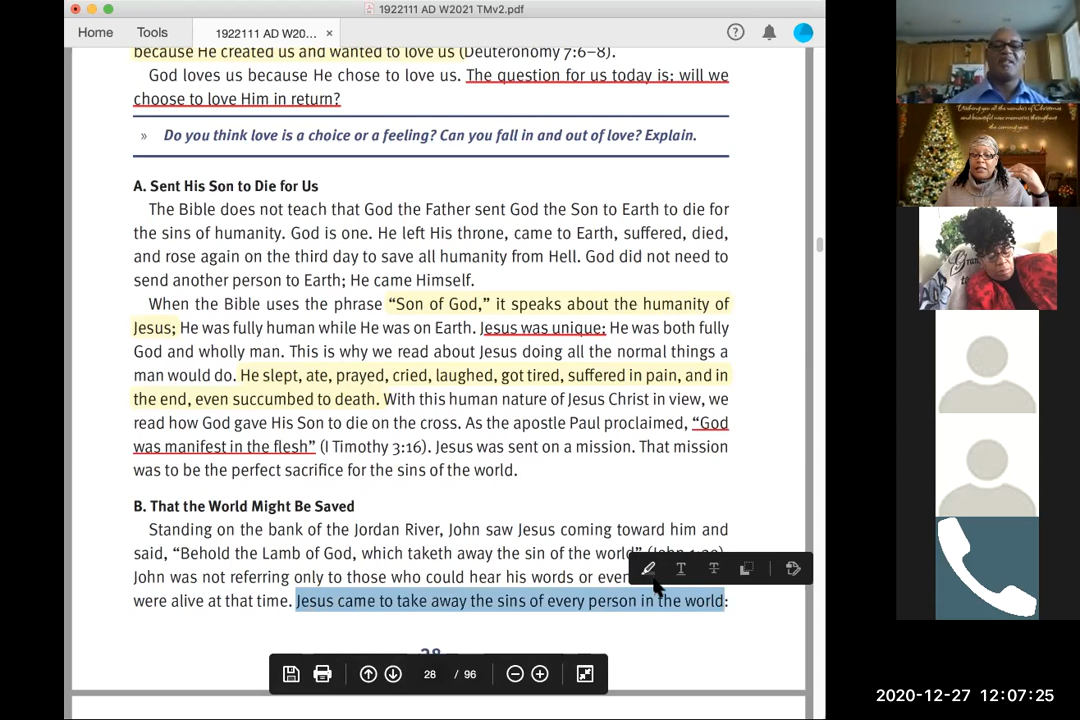 1922111 AD W2021 TMv2.pdf
Home Tools 1922111 AD W20... ×
because He created us and wanted to love us (Deuteronomy 7:6–8).
God loves us because He chose to love us. The question for us today is: will we
choose to love Him in return?
» Do you think love is a choice or a feeling? Can you fall in and out of love? Explain.
A. Sent His Son to Die for Us
The Bible does not teach that God the Father sent God the Son to Earth to die for
the sins of humanity. God is one. He left His throne, came to Earth, suffered, died,
and rose again on the third day to save all humanity from Hell. God did not need to
send another person to Earth; He came Himself.
When the Bible uses the phrase “Son of God,” it speaks about the humanity of
Jesus; He was fully human while He was on Earth. Jesus was unique: He was both fully
God and wholly man. This is why we read about Jesus doing all the normal things a
man would do. He slept, ate, prayed, cried, laughed, got tired, suffered in pain, and in
the end, even succumbed to death. With this human nature of Jesus Christ in view, we
read how God gave His Son to die on the cross. As the apostle Paul proclaimed, “God
was manifest in the flesh” (I Timothy 3:16). Jesus was sent on a mission. That mission
was to be the perfect sacrifice for the sins of the world.
B. That the World Might Be Saved
Standing on the bank of the Jordan River, John saw Jesus coming toward him and
said, “Behold the Lamb of God, which taketh away the sin of the world”
John was not referring only to those who could hear his words or even
were alive at that time. Jesus came to take away the sins of every person in the world:
28 / 96
Wishing you all the wonders of Christmas
and beautiful new memories throughout
the coming year.
2020-12-27 12:07:25